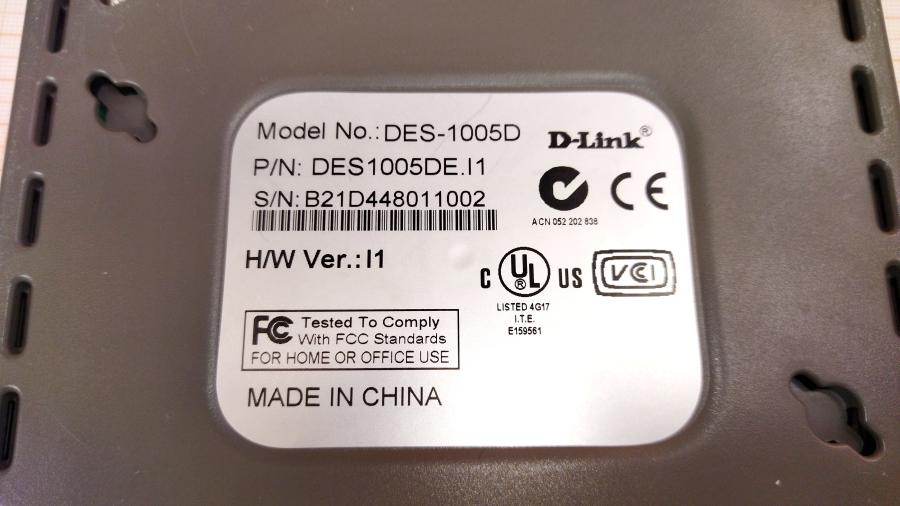 Model No.: DES-1005D
D-Link®
P/N: DES1005DE.I1
S/N: B21D448011002
CE
ACN 052 202 838
H/W Ver.: I1
C UL® US
VCI
LISTED 4G17
I.T.E.
E159561
FC Tested To Comply
With FCC Standards
FOR HOME OR OFFICE USE
MADE IN CHINA